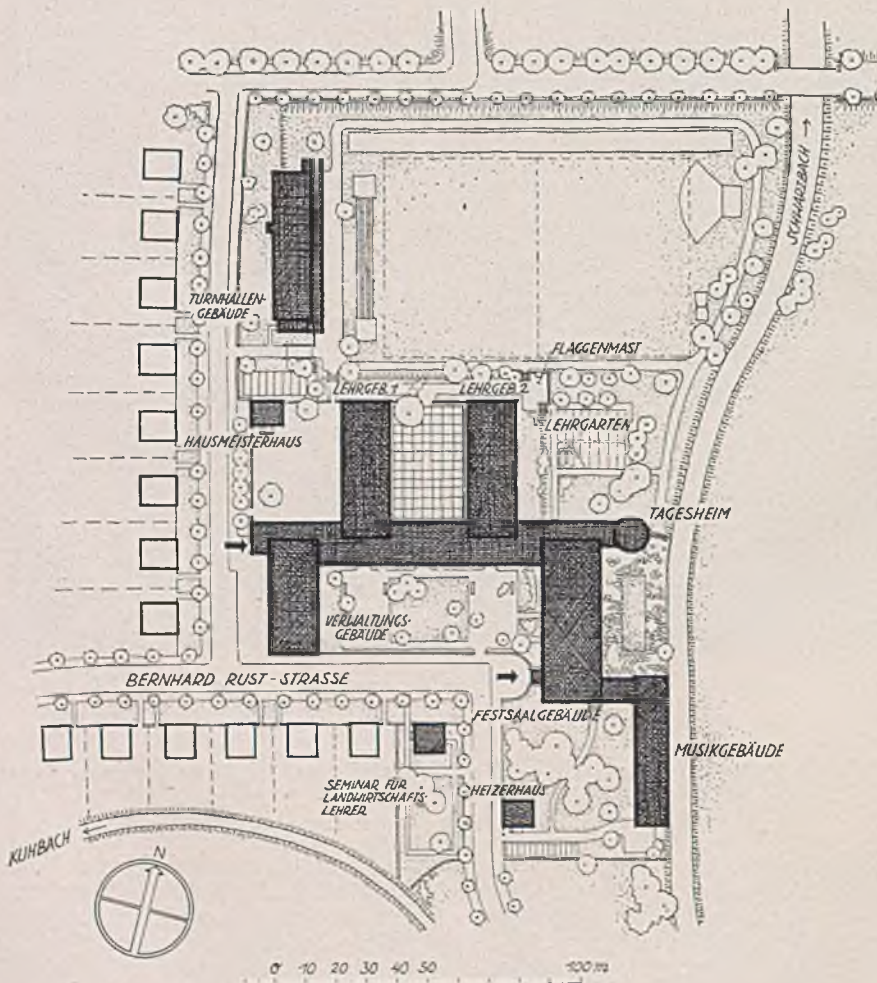 SCHWARZBACH →
TURNHALLEN-
GEBÄUDE
FLAGGENMAST
LEHRGEB. 1
LEHRGEB. 2
HAUSMEISTERHAUS
LEHRGARTEN
TAGESHEIM
VERWALTUNGS-
GEBÄUDE
BERNHARD RUST-STRASSE
FESTSAALGEBÄUDE
MUSIKGEBÄUDE
SEMINAR FÜR
LANDWIRTSCHAFTS-
LEHRER
HEIZERHAUS
KUHBACH
N
0 10 20 30 40 50 100 m